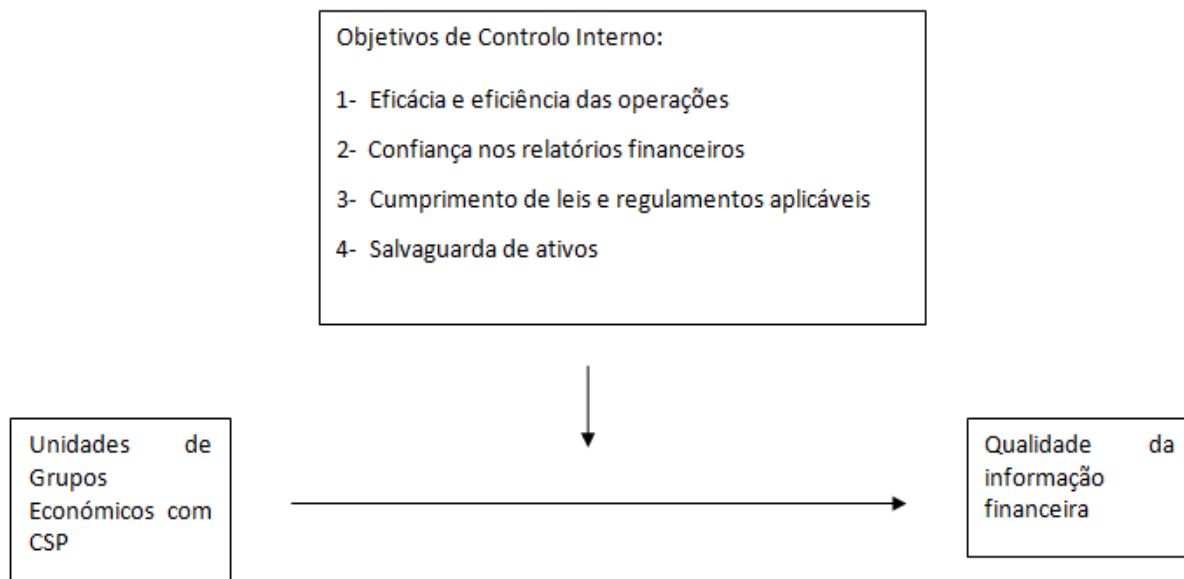 Objetivos de Controlo Interno:
1- Eficácia e eficiência das operações
2- Confiança nos relatórios financeiros
3- Cumprimento de leis e regulamentos aplicáveis
4- Salvaguarda de ativos
Unidades de
Grupos
Económicos com
CSP
Qualidade da
informação
financeira